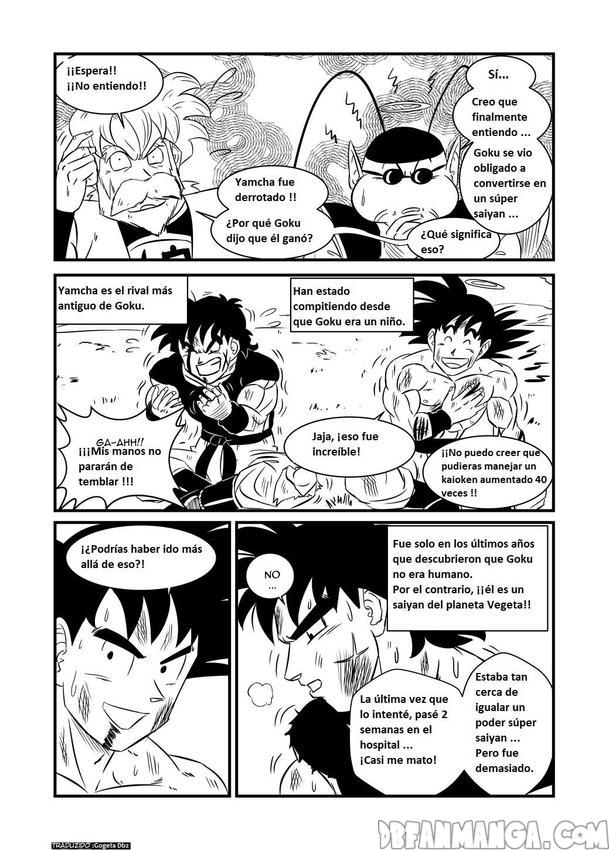 ¡¡Espera!!
¡¡No entiendo!!
Sí...
Creo que
finalmente
entiendo ...
Goku se vio
obligado a
convertirse en
un súper
saiyan ...
Yamcha fue
derrotado !!
¿Por qué Goku
dijo que él ganó?
¿Qué significa
eso?
Yamcha es el rival más
antiguo de Goku.
Han estado
compitiendo desde
que Goku era un niño.
GA-AHH!!
¡¡¡Mis manos no
pararán de
temblar !!!
Jaja, ¡eso fue
increíble!
¡¡No puedo creer que
pudieras manejar un
kaioken aumentado 40
veces !!
¡¿Podrías haber ido más
allá de eso?!
NO
...
Fue solo en los últimos años
que descubrieron que Goku
no era humano.
Por el contrario, ¡¡él es un
saiyan del planeta Vegeta!!
La última vez que
lo intenté, pasé 2
semanas en el
hospital ...
¡Casi me mato!
Estaba tan
cerca de
igualar un
poder súper
saiyan ...
Pero fue
demasiado.
TRADUZIDO :Gogeta Dbz
DBFANMANGA.COM